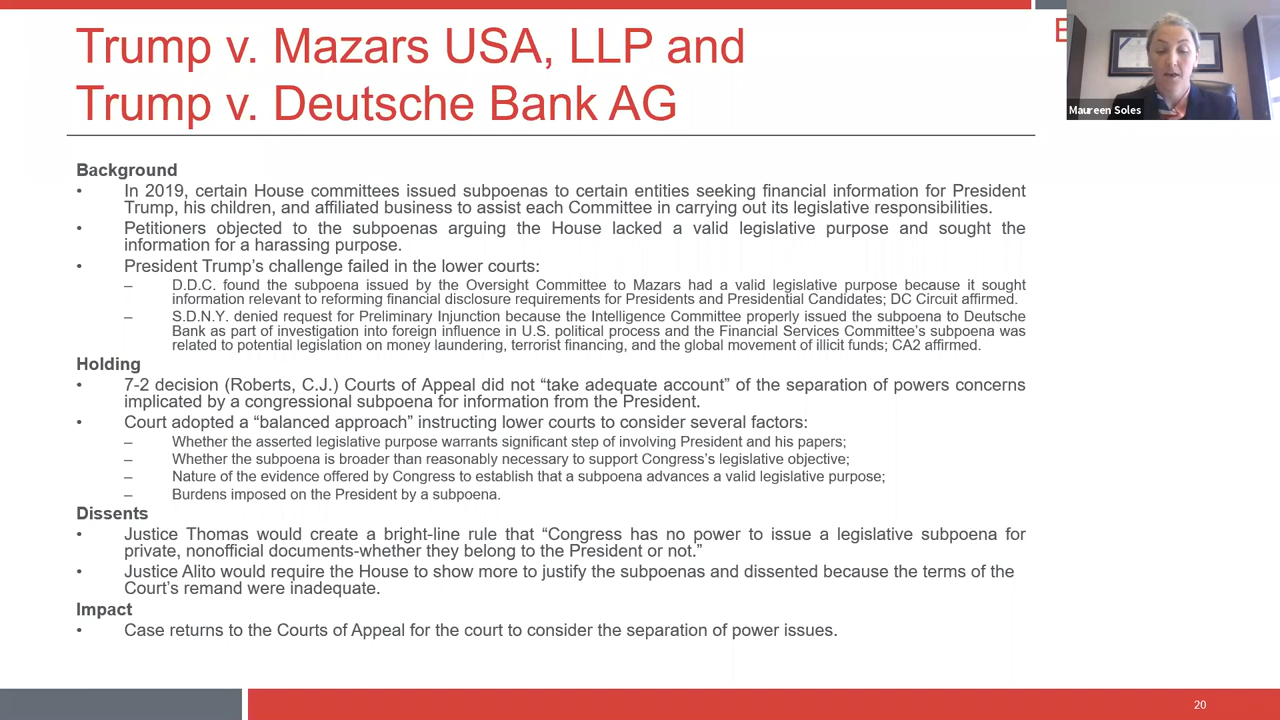 Trump v. Mazars USA, LLP and
Trump v. Deutsche Bank AG
E
Maureen Soles
Background
• In 2019, certain House committees issued subpoenas to certain entities seeking financial information for President
Trump, his children, and affiliated business to assist each Committee in carrying out its legislative responsibilities.
• Petitioners objected to the subpoenas arguing the House lacked a valid legislative purpose and sought the
information for a harassing purpose.
• President Trump’s challenge failed in the lower courts:
– D.D.C. found the subpoena issued by the Oversight Committee to Mazars had a valid legislative purpose because it sought
information relevant to reforming financial disclosure requirements for Presidents and Presidential Candidates; DC Circuit affirmed.
– S.D.N.Y. denied request for Preliminary Injunction because the Intelligence Committee properly issued the subpoena to Deutsche
Bank as part of investigation into foreign influence in U.S. political process and the Financial Services Committee’s subpoena was
related to potential legislation on money laundering, terrorist financing, and the global movement of illicit funds; CA2 affirmed.
Holding
• 7-2 decision (Roberts, C.J.) Courts of Appeal did not “take adequate account” of the separation of powers concerns
implicated by a congressional subpoena for information from the President.
• Court adopted a “balanced approach” instructing lower courts to consider several factors:
– Whether the asserted legislative purpose warrants significant step of involving President and his papers;
– Whether the subpoena is broader than reasonably necessary to support Congress’s legislative objective;
– Nature of the evidence offered by Congress to establish that a subpoena advances a valid legislative purpose;
– Burdens imposed on the President by a subpoena.
Dissents
• Justice Thomas would create a bright-line rule that “Congress has no power to issue a legislative subpoena for
private, nonofficial documents-whether they belong to the President or not.”
• Justice Alito would require the House to show more to justify the subpoenas and dissented because the terms of the
Court’s remand were inadequate.
Impact
• Case returns to the Courts of Appeal for the court to consider the separation of power issues.
20